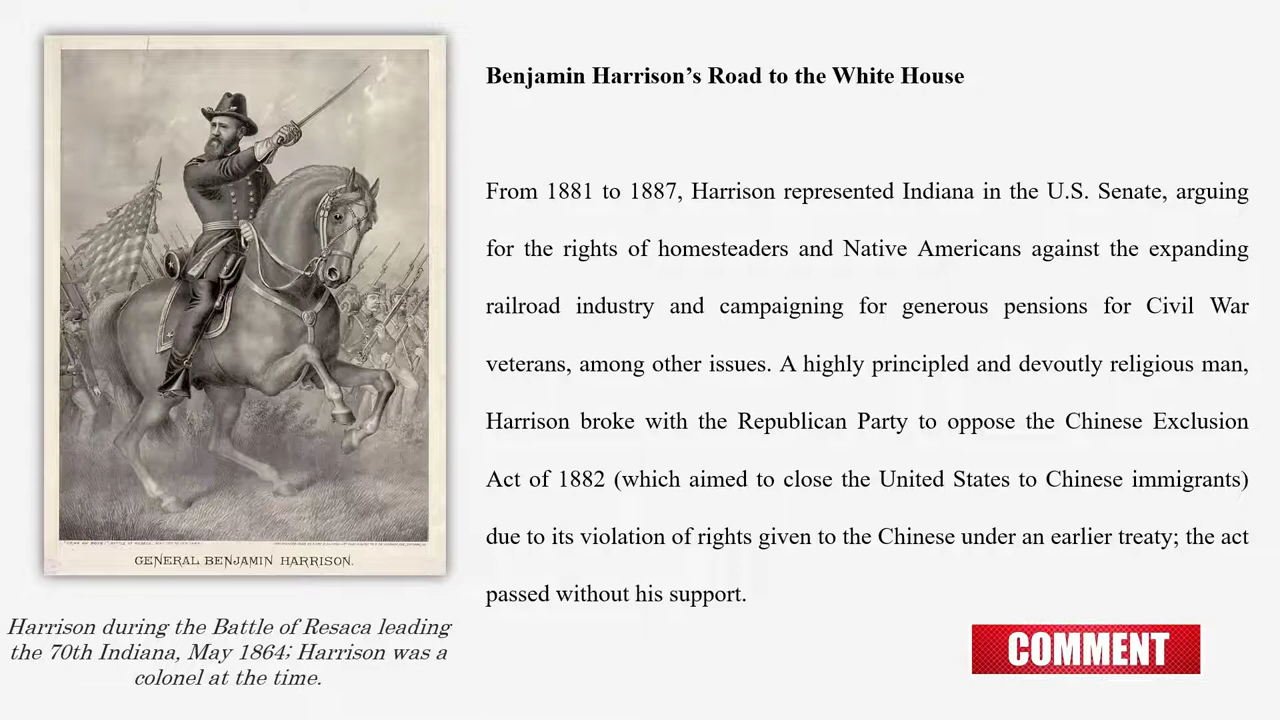 Benjamin Harrison’s Road to the White House
From 1881 to 1887, Harrison represented Indiana in the U.S. Senate, arguing
for the rights of homesteaders and Native Americans against the expanding
railroad industry and campaigning for generous pensions for Civil War
veterans, among other issues. A highly principled and devoutly religious man,
Harrison broke with the Republican Party to oppose the Chinese Exclusion
Act of 1882 (which aimed to close the United States to Chinese immigrants)
due to its violation of rights given to the Chinese under an earlier treaty; the act
passed without his support.
GENERAL BENJAMIN HARRISON.
Harrison during the Battle of Resaca leading
the 70th Indiana, May 1864; Harrison was a
colonel at the time.
COMMENT